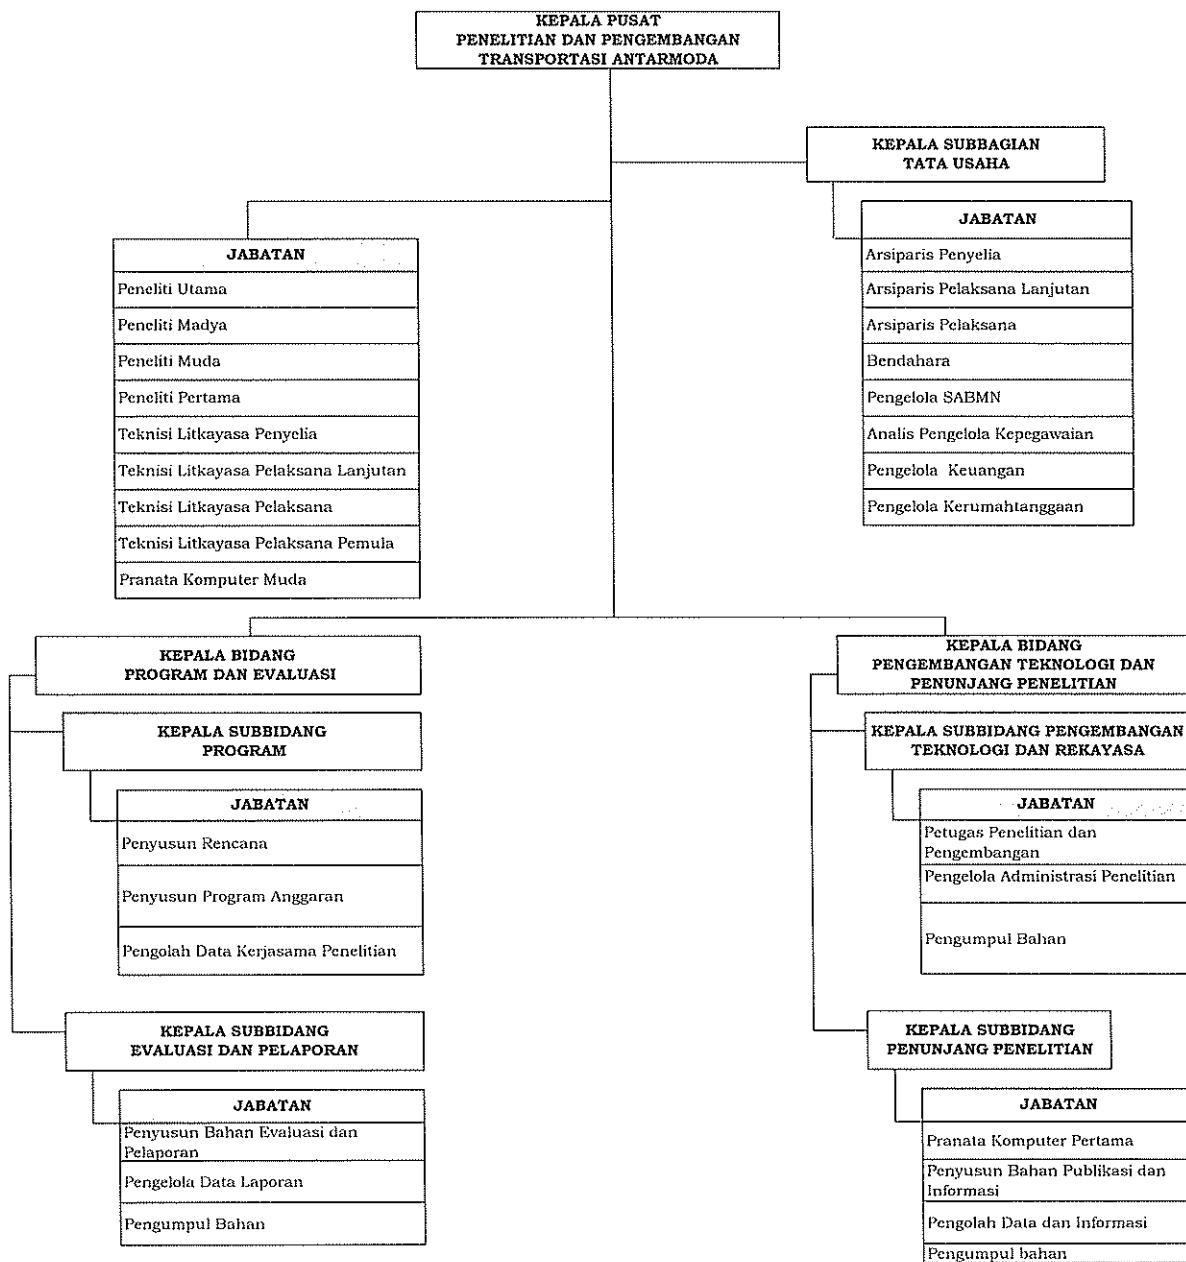 KEPALA PUSAT
PENELITIAN DAN PENGEMBANGAN
TRANSPORTASI ANTARMODA
KEPALA SUBBAGIAN
TATA USAHA
JABATAN
Arsiparis Penyelia
Arsiparis Pelaksana Lanjutan
Arsiparis Pelaksana
Bendahara
Pengelola SABMN
Analis Pengelola Kepegawaian
Pengelola Keuangan
Pengelola Kerumahtanggaan
JABATAN
Peneliti Utama
Peneliti Madya
Peneliti Muda
Peneliti Pertama
Teknisi Litkayasa Penyelia
Teknisi Litkayasa Pelaksana Lanjutan
Teknisi Litkayasa Pelaksana
Teknisi Litkayasa Pelaksana Pemula
Pranata Komputer Muda
KEPALA BIDANG
PROGRAM DAN EVALUASI
KEPALA SUBBIDANG
PROGRAM
JABATAN
Penyusun Rencana
Penyusun Program Anggaran
Pengolah Data Kerjasama Penelitian
KEPALA SUBBIDANG
EVALUASI DAN PELAPORAN
JABATAN
Penyusun Bahan Evaluasi dan
Pelaporan
Pengelola Data Laporan
Pengumpul Bahan
KEPALA BIDANG
PENGEMBANGAN TEKNOLOGI DAN
PENUNJANG PENELITIAN
KEPALA SUBBIDANG PENGEMBANGAN
TEKNOLOGI DAN REKAYASA
JABATAN
Petugas Penelitian dan
Pengembangan
Pengelola Administrasi Penelitian
Pengumpul Bahan
KEPALA SUBBIDANG
PENUNJANG PENELITIAN
JABATAN
Pranata Komputer Pertama
Penyusun Bahan Publikasi dan
Informasi
Pengolah Data dan Informasi
Pengumpul bahan